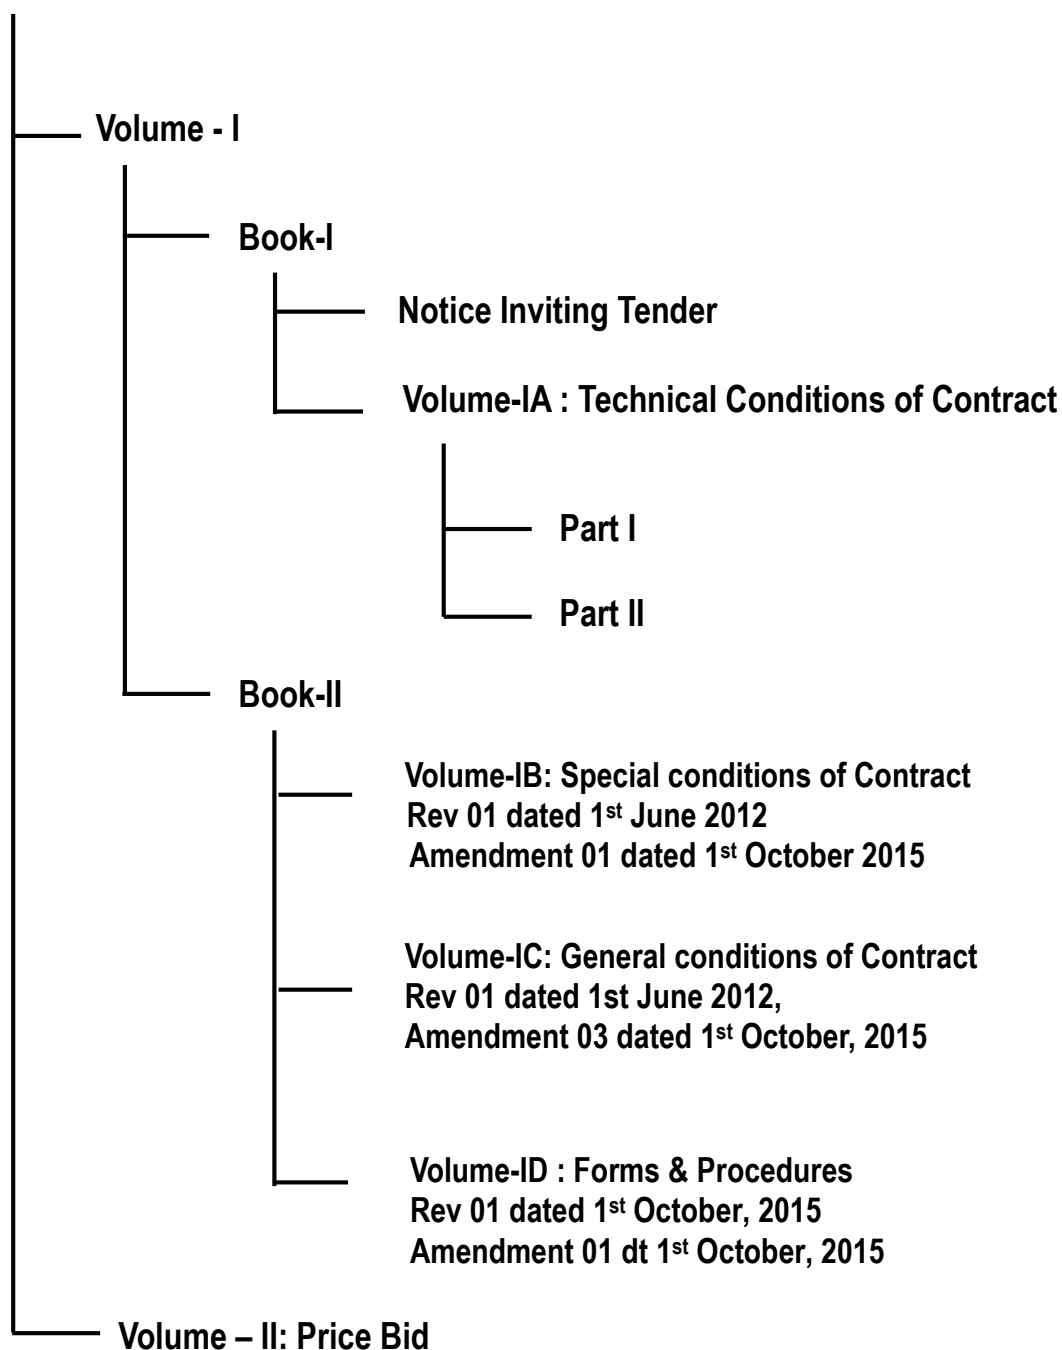 Volume - I
Book-I
Notice Inviting Tender
Volume-IA : Technical Conditions of Contract
Part I
Part II
Book-II
Volume-IB: Special conditions of Contract
Rev 01 dated 1st June 2012
Amendment 01 dated 1st October 2015
Volume-IC: General conditions of Contract
Rev 01 dated 1st June 2012,
Amendment 03 dated 1st October, 2015
Volume-ID : Forms & Procedures
Rev 01 dated 1st October, 2015
Amendment 01 dt 1st October, 2015
Volume – II: Price Bid